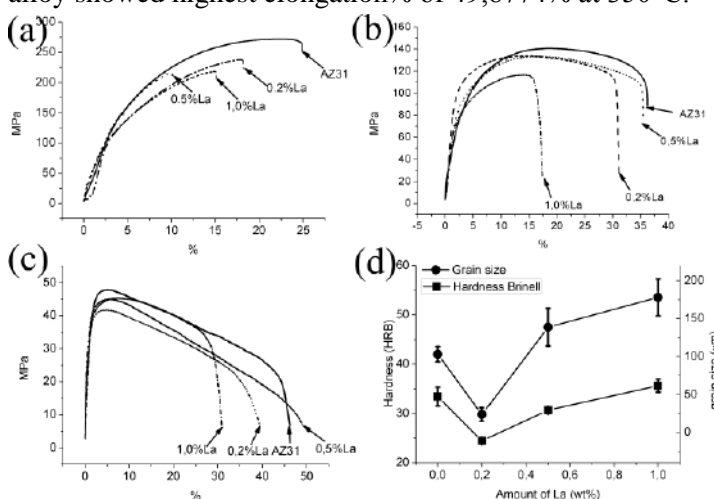 alloy showed highest elongation% of 49,8774% at 350°C.
(a)
300
250
200
150
100
50
0
MPa
0 5 10 15 20 25 30
%
AZ31
0.2%La
0.5%La
1,0%La
(b)
160
140
120
100
80
60
40
20
0
MPa
-5 0 5 10 15 20 25 30 35 40
%
AZ31
0,5%La
0,2%La
1,0%La
(c)
50
40
30
20
10
0
MPa
0 10 20 30 40 50
%
1,0%La 0,2%La AZ31 0,5%La
(d)
Grain size
Hardness Brinell
60
50
40
30
20
Hardness (HRB)
200
150
100
50
0
grain size (μm)
0,0 0,2 0,4 0,6 0,8 1,0
Amount of La (wt%)